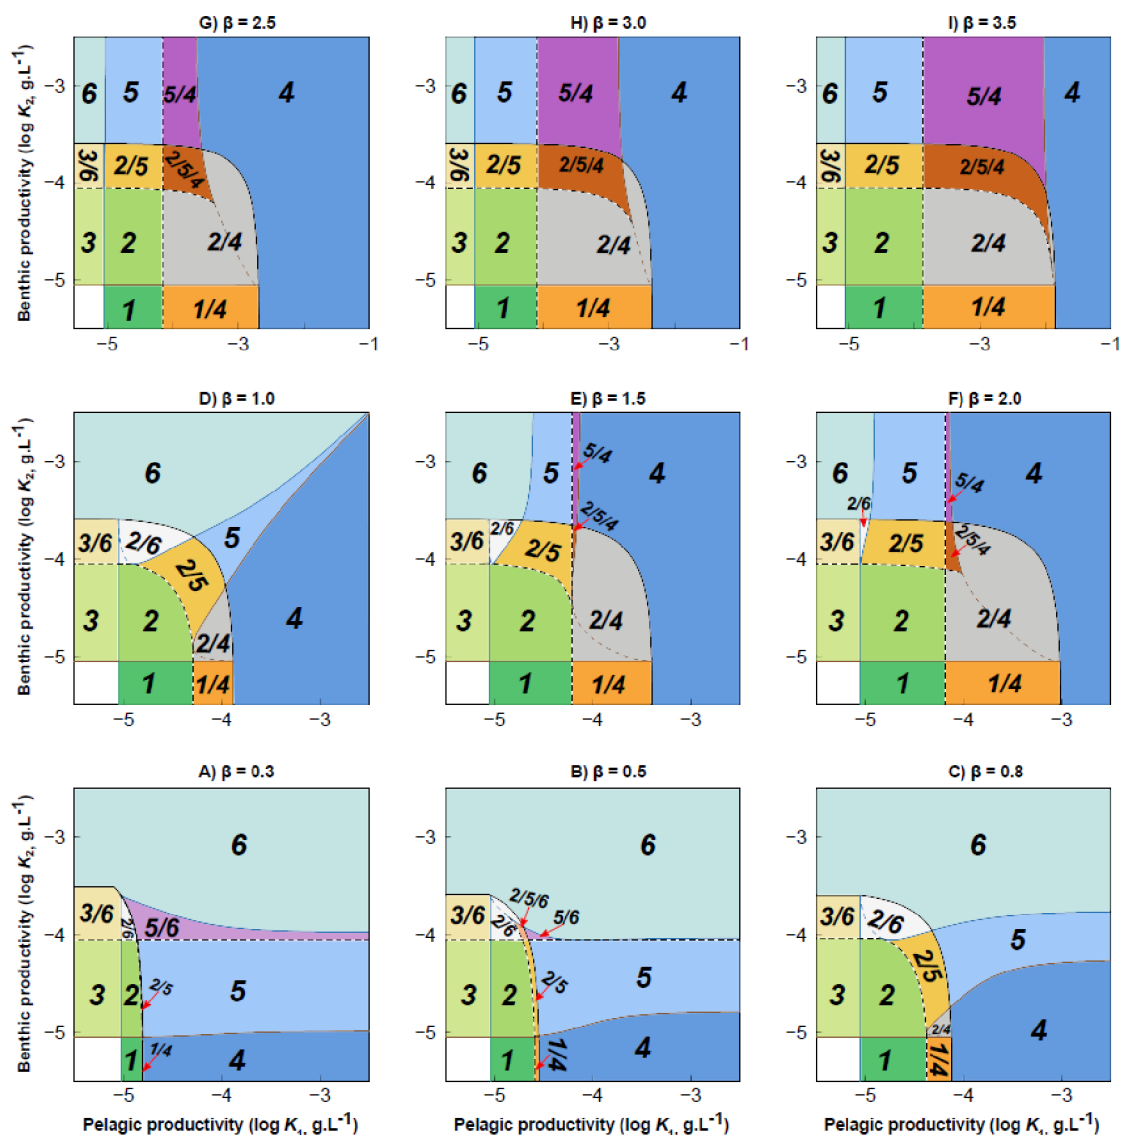 G) β = 2.5
H) β = 3.0
I) β = 3.5
Benthic productivity (log K2, g.L-1)
−3
−4
−5
6 5 5/4 4
3/6 2/5 2/5/4
3 2 2/4
1 1/4
−5 −3 −1
6 5 5/4 4
3/6 2/5 2/5/4
3 2 2/4
1 1/4
−5 −3 −1
6 5 5/4 4
3/6 2/5 2/5/4
3 2 2/4
1 1/4
−5 −3 −1
D) β = 1.0
E) β = 1.5
F) β = 2.0
Benthic productivity (log K2, g.L-1)
−3
−4
−5
6
3/6 2/6 2/5 5
3 2 2/4 4
1 1/4
−5 −4 −3
6 5 5/4 4
3/6 2/6 2/5 2/5/4
3 2 2/4
1 1/4
−5 −4 −3
6 5 5/4 4
2/6
3/6 2/5 2/5/4
3 2 2/4
1 1/4
−5 −4 −3
A) β = 0.3
B) β = 0.5
C) β = 0.8
Benthic productivity (log K2, g.L-1)
−3
−4
−5
6
3/6 2/6 5/6
3 2 2/5 5
1 1/4 4
−5 −4 −3
6
3/6 2/6 2/5/6 5/6
3 2 2/5 5
1 1/4 4
−5 −4 −3
6
3/6 2/6 2/5 5
3 2 2/4 4
1 1/4
−5 −4 −3
Pelagic productivity (log K1, g.L-1)
Pelagic productivity (log K1, g.L-1)
Pelagic productivity (log K1, g.L-1)